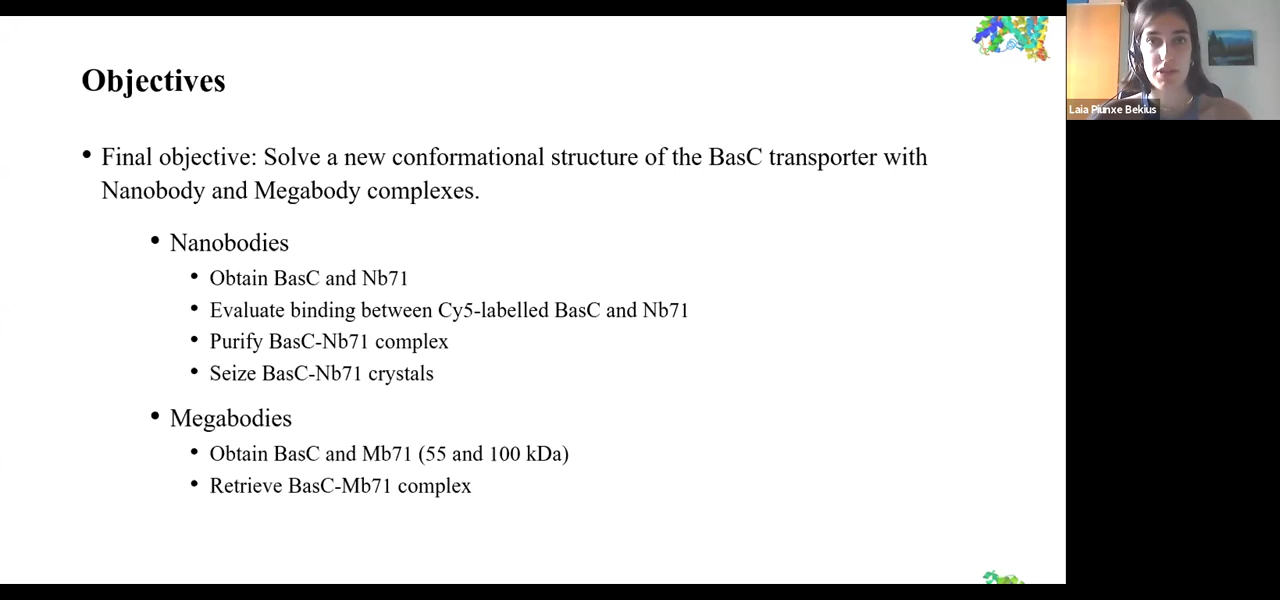 Objectives
• Final objective: Solve a new conformational structure of the BasC transporter with
Nanobody and Megabody complexes.
• Nanobodies
• Obtain BasC and Nb71
• Evaluate binding between Cy5-labelled BasC and Nb71
• Purify BasC-Nb71 complex
• Seize BasC-Nb71 crystals
• Megabodies
• Obtain BasC and Mb71 (55 and 100 kDa)
• Retrieve BasC-Mb71 complex
Laia Piunxe Bekius